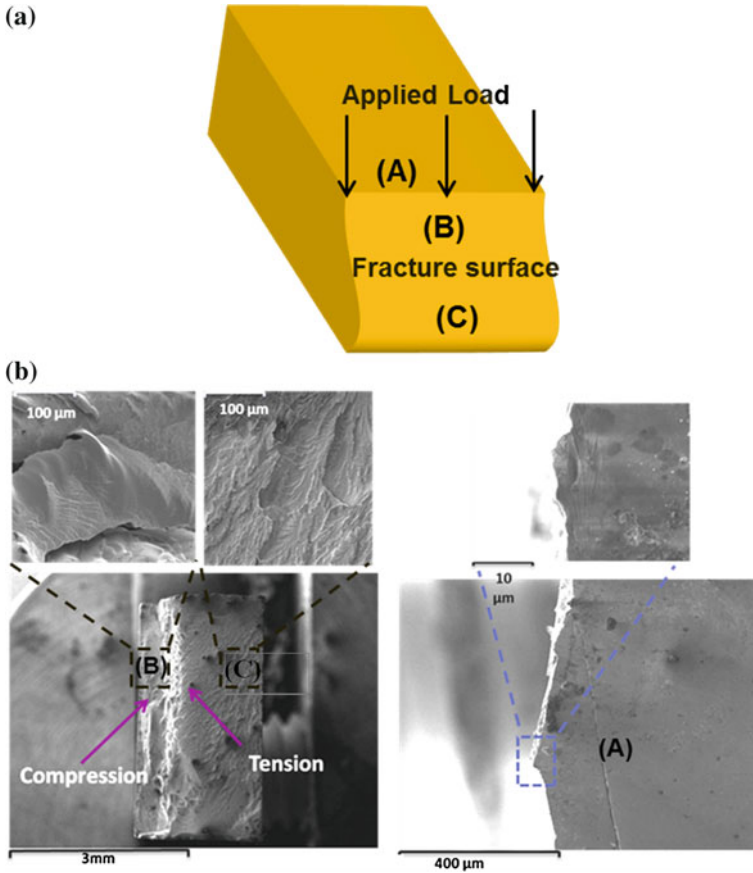 (a)
Applied Load
(A)
(B)
Fracture surface
(C)
(b)
100 µm
100 µm
10
µm
(B)
(C)
Compression
Tension
(A)
3mm
400 µm